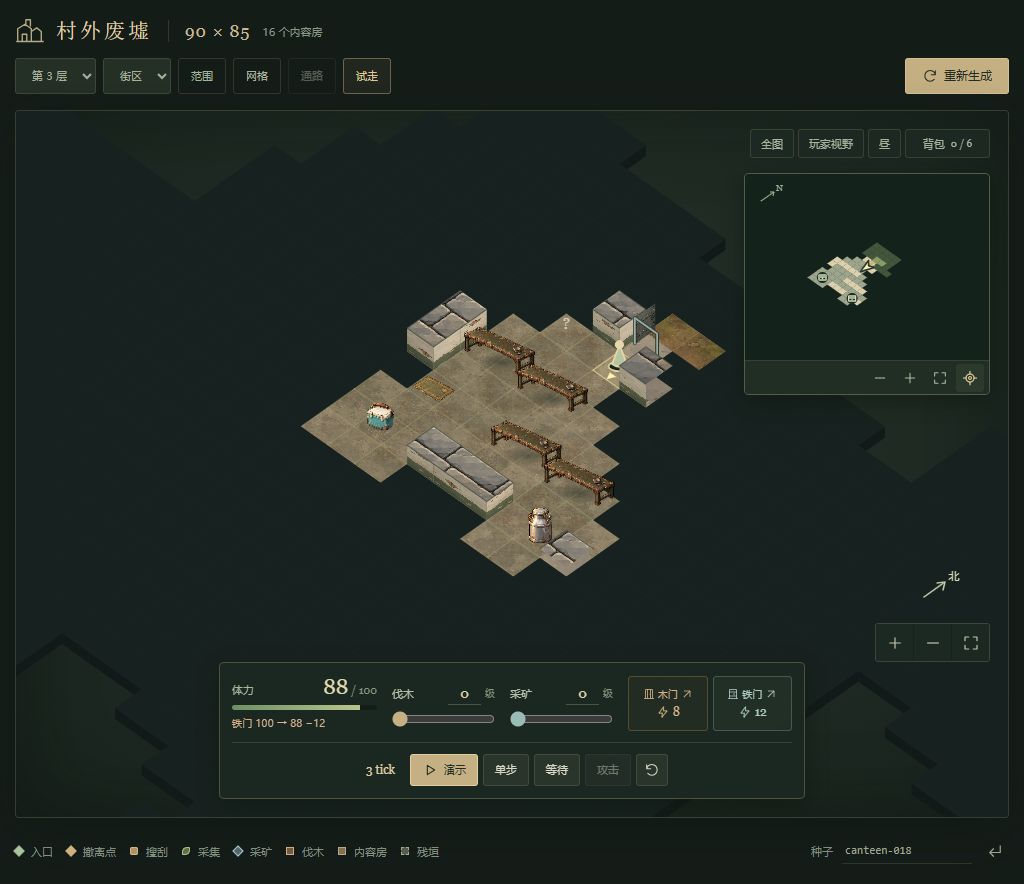 村外废墟 90 × 85 16 个内容房
第 3 层 街区 范围 网格 通路 试走 重新生成
全图 玩家视野 昼 背包 0 / 6
N
?
北
体力 88 / 100 伐木 0 级 采矿 0 级 木门 ↗ 铁门 ↗
8 12
铁门 100 → 88 −12
3 tick 演示 单步 等待 攻击
入口 撤离点 搜刮 采集 采矿 伐木 内容房 残垣 种子 canteen-018